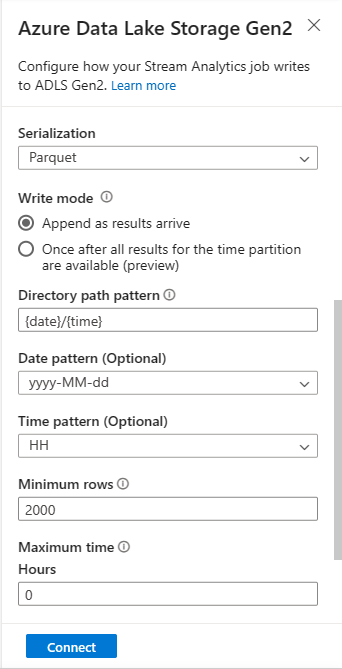 Azure Data Lake Storage Gen2
Configure how your Stream Analytics job writes
to ADLS Gen2. Learn more
Serialization
Parquet
Write mode
Append as results arrive
Once after all results for the time partition
are available (preview)
Directory path pattern
{date}/{time}
Date pattern (Optional)
yyyy-MM-dd
Time pattern (Optional)
HH
Minimum rows
2000
Maximum time
Hours
0
Connect